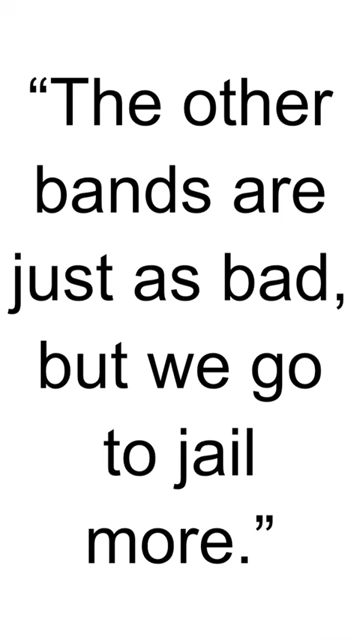 “The other
bands are
just as bad,
but we go
to jail
more.”